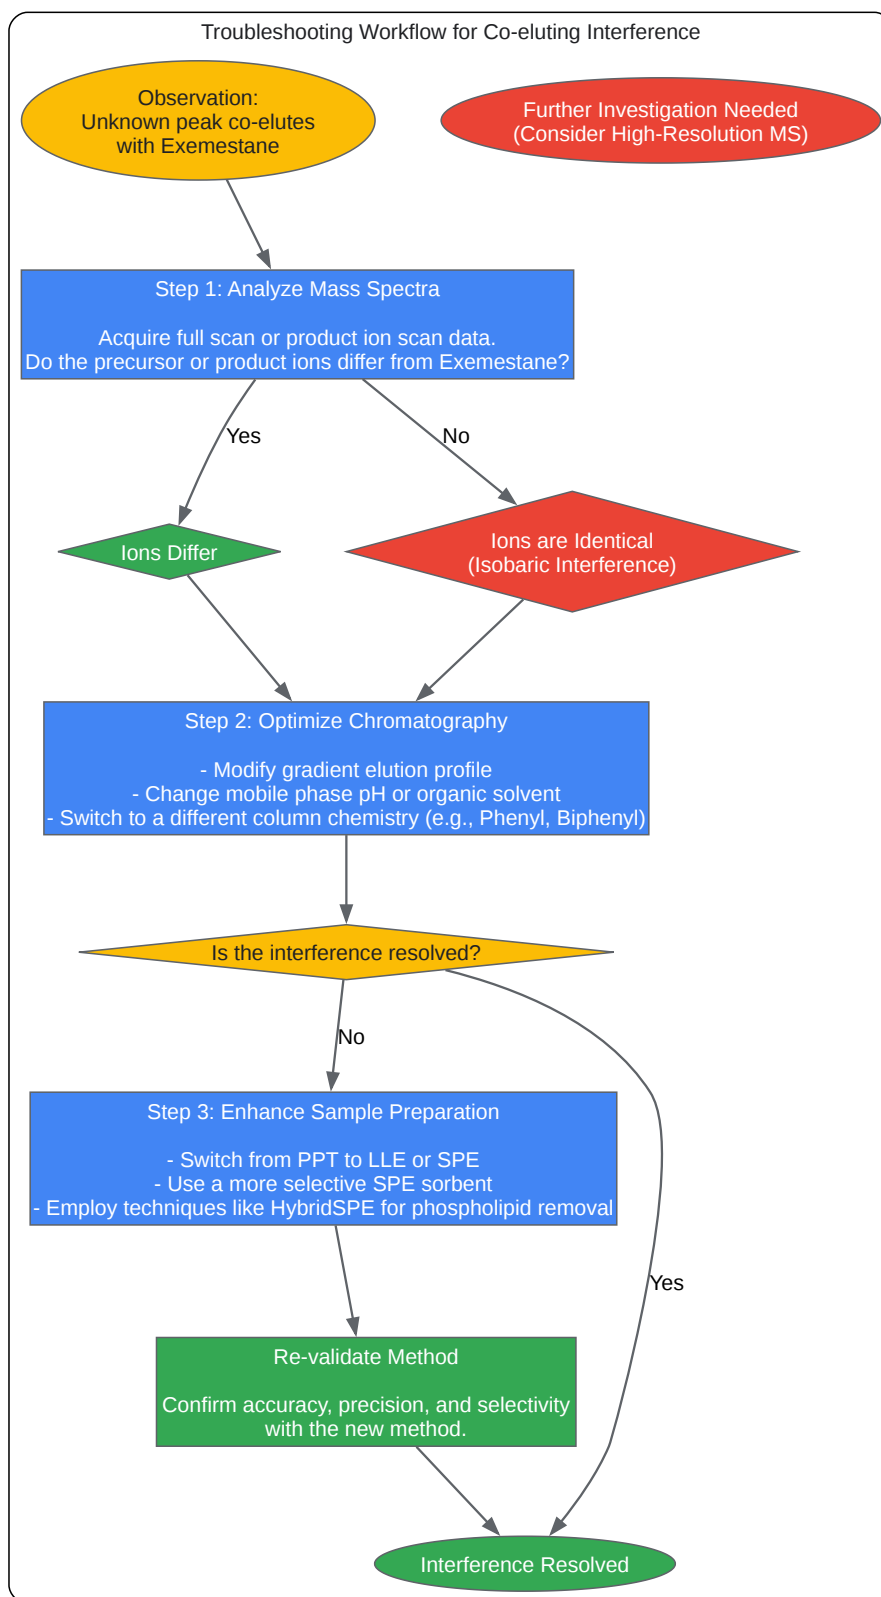 Troubleshooting Workflow for Co-eluting Interference
Observation:
Unknown peak co-elutes
with Exemestane
Further Investigation Needed
(Consider High-Resolution MS)
Step 1: Analyze Mass Spectra
Acquire full scan or product ion scan data.
Do the precursor or product ions differ from Exemestane?
Yes
No
Ions Differ
Ions are Identical
(Isobaric Interference)
Step 2: Optimize Chromatography
- Modify gradient elution profile
- Change mobile phase pH or organic solvent
- Switch to a different column chemistry (e.g., Phenyl, Biphenyl)
Is the interference resolved?
No
Step 3: Enhance Sample Preparation
- Switch from PPT to LLE or SPE
- Use a more selective SPE sorbent
- Employ techniques like HybridSPE for phospholipid removal
Yes
Re-validate Method
Confirm accuracy, precision, and selectivity
with the new method.
Interference Resolved